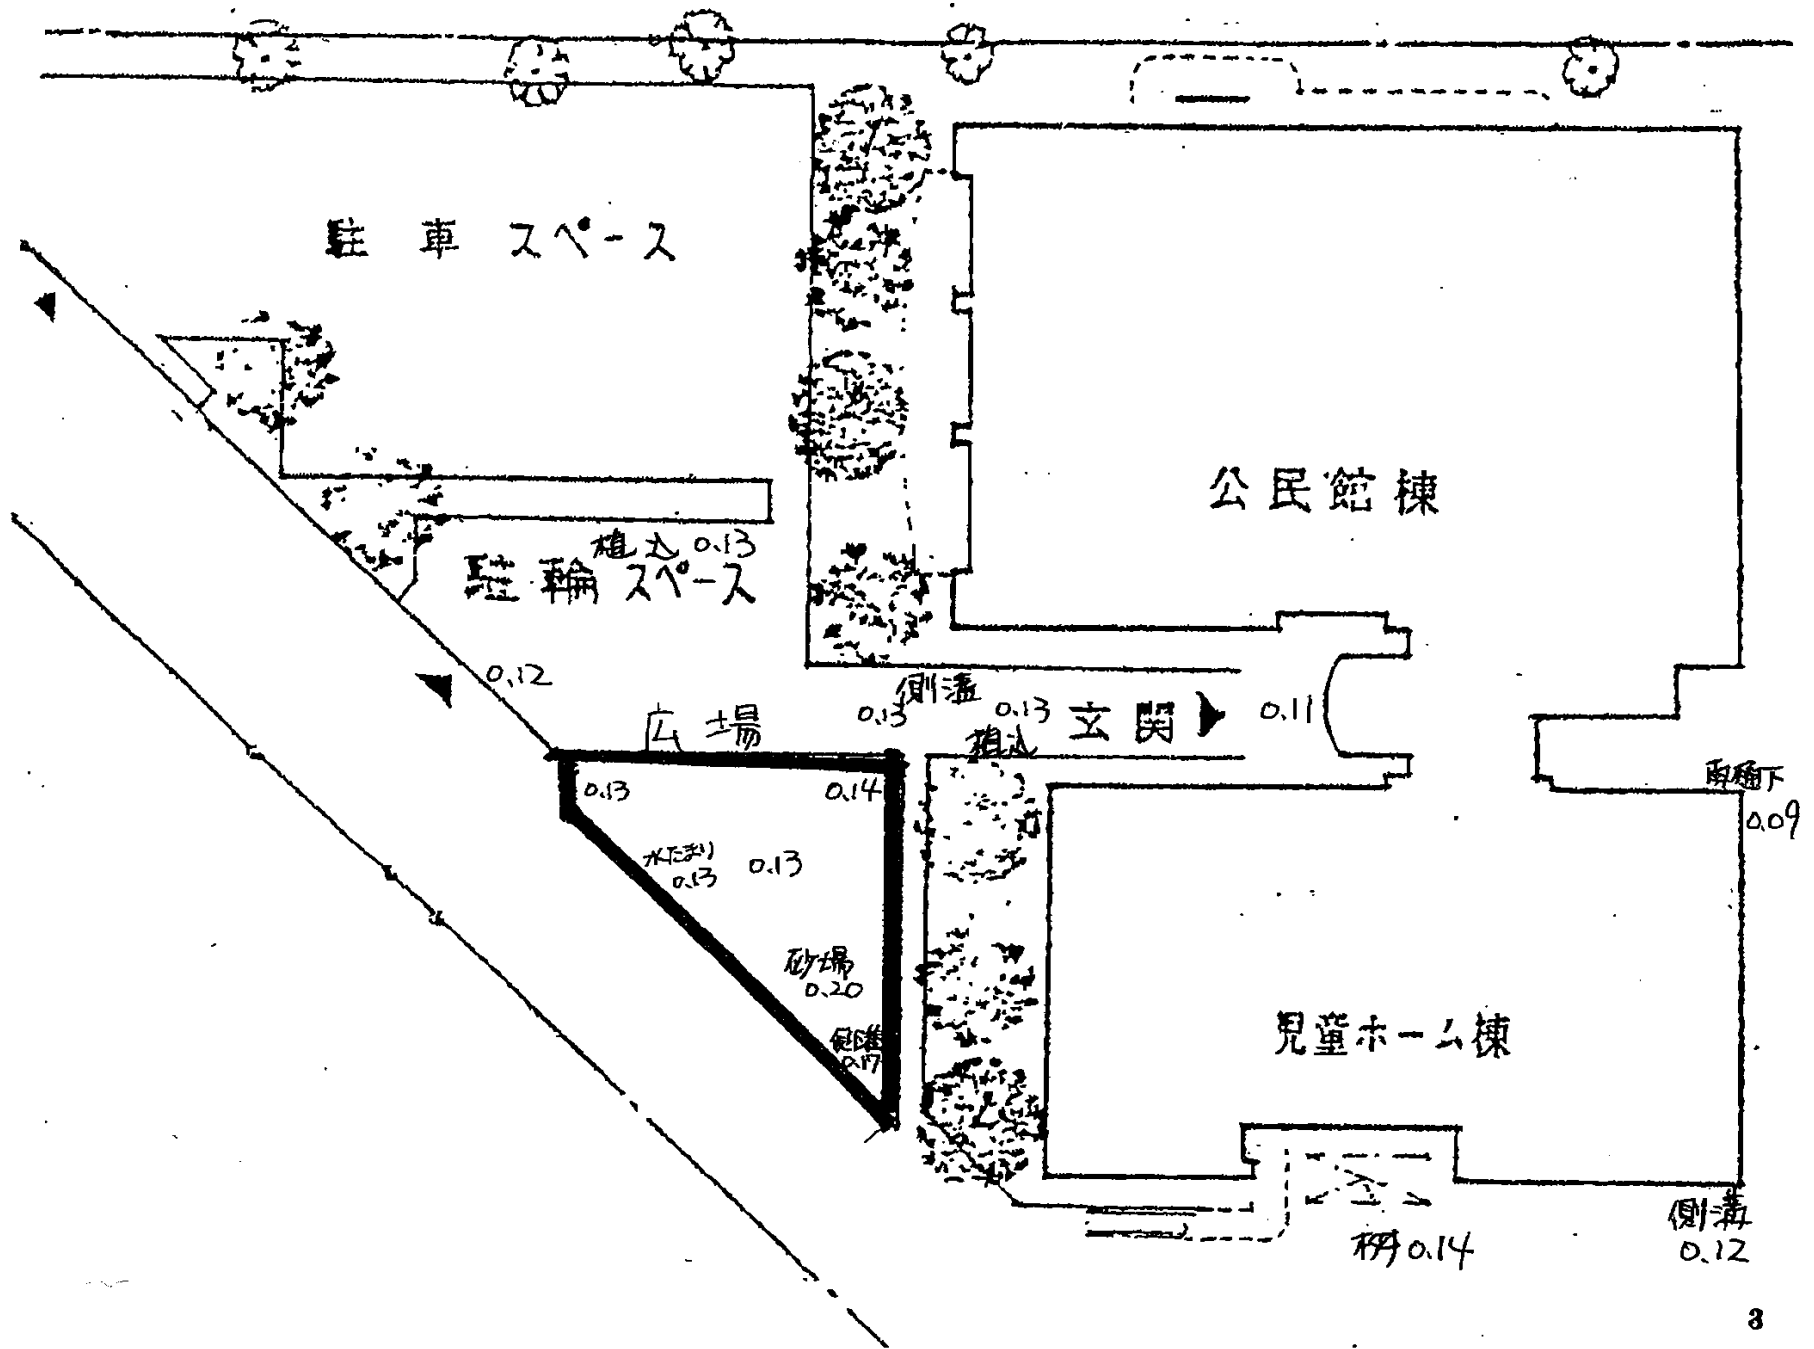 駐車スペース
公民館棟
植込 0.13
駐輪スペース
0.12
側溝
0.13
広場
0.13
植込
玄関
0.11
雨樋下
0.09
0.13
0.14
水たまり
0.13
0.13
砂場
0.20
0.17
児童ホーム棟
側溝
0.12
桝 0.14
3